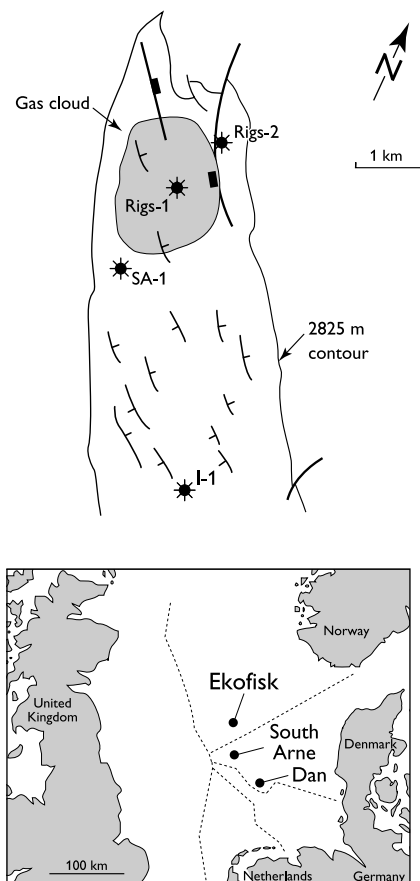 Gas cloud
N
Rigs-2
1 km
Rigs-1
SA-1
2825 m
contour
I-1
Norway
Ekofisk
United
Kingdom
South
Arne
Denmark
Dan
100 km
Netherlands
Germany